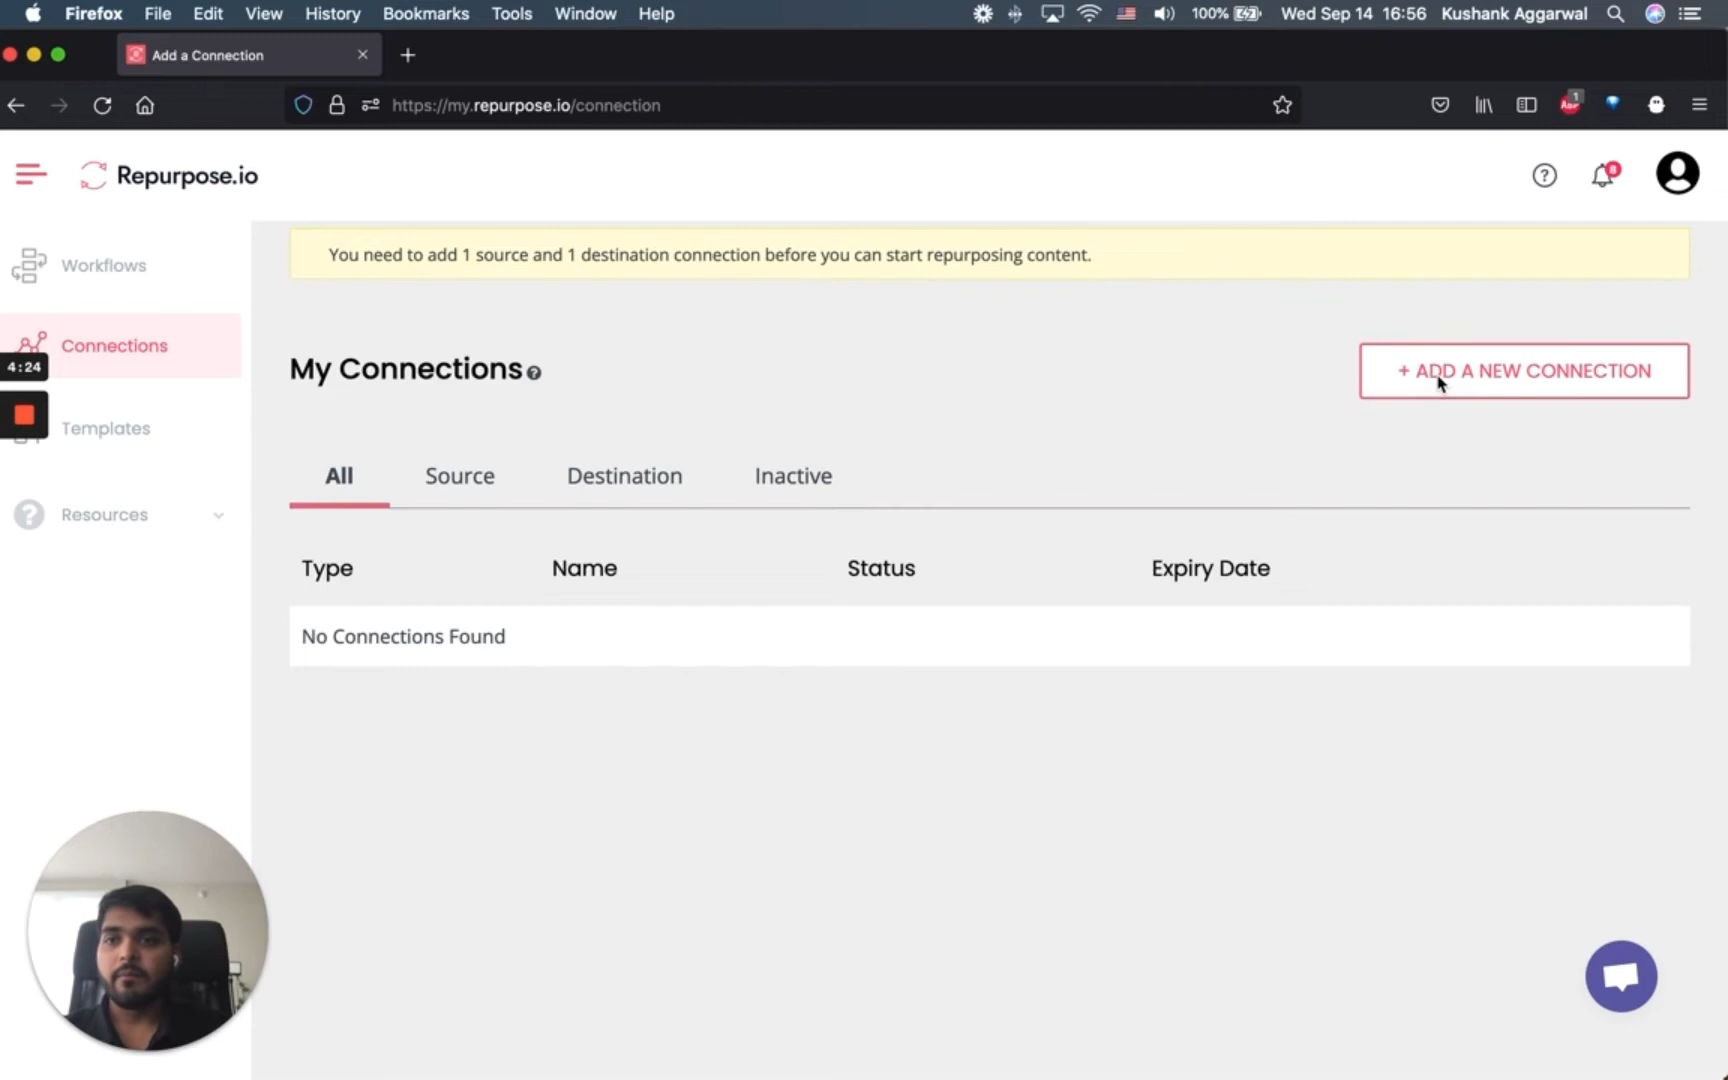 Firefox File Edit View History Bookmarks Tools Window Help 100% Wed Sep 14 16:56 Kushank Aggarwal
Add a Connection
https://my.repurpose.io/connection
1
Repurpose.io
8
You need to add 1 source and 1 destination connection before you can start repurposing content.
Workflows
Connections
4:24
Templates
Resources
My Connections
+ ADD A NEW CONNECTION
All Source Destination Inactive
Type Name Status Expiry Date
No Connections Found